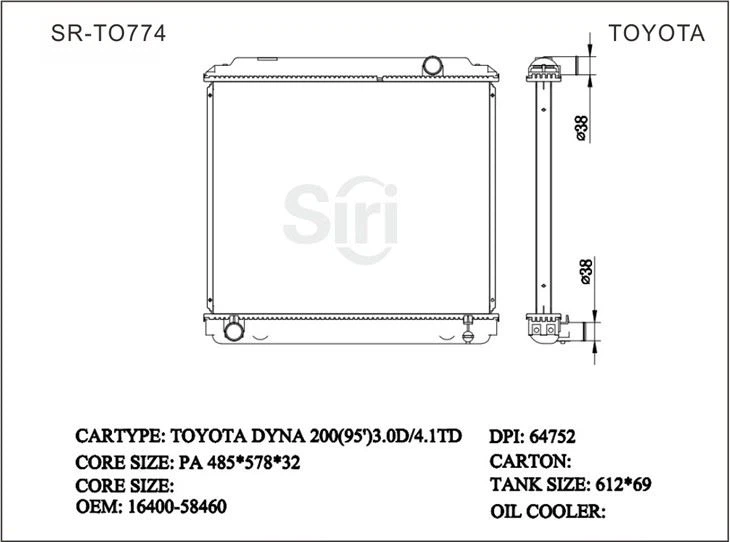 SR-TO774
TOYOTA
ø38
Siri
ø38
CARTYPE: TOYOTA DYNA 200(95')3.0D/4.1TD
DPI: 64752
CORE SIZE: PA 485*578*32
CARTON:
CORE SIZE:
TANK SIZE: 612*69
OEM: 16400-58460
OIL COOLER: